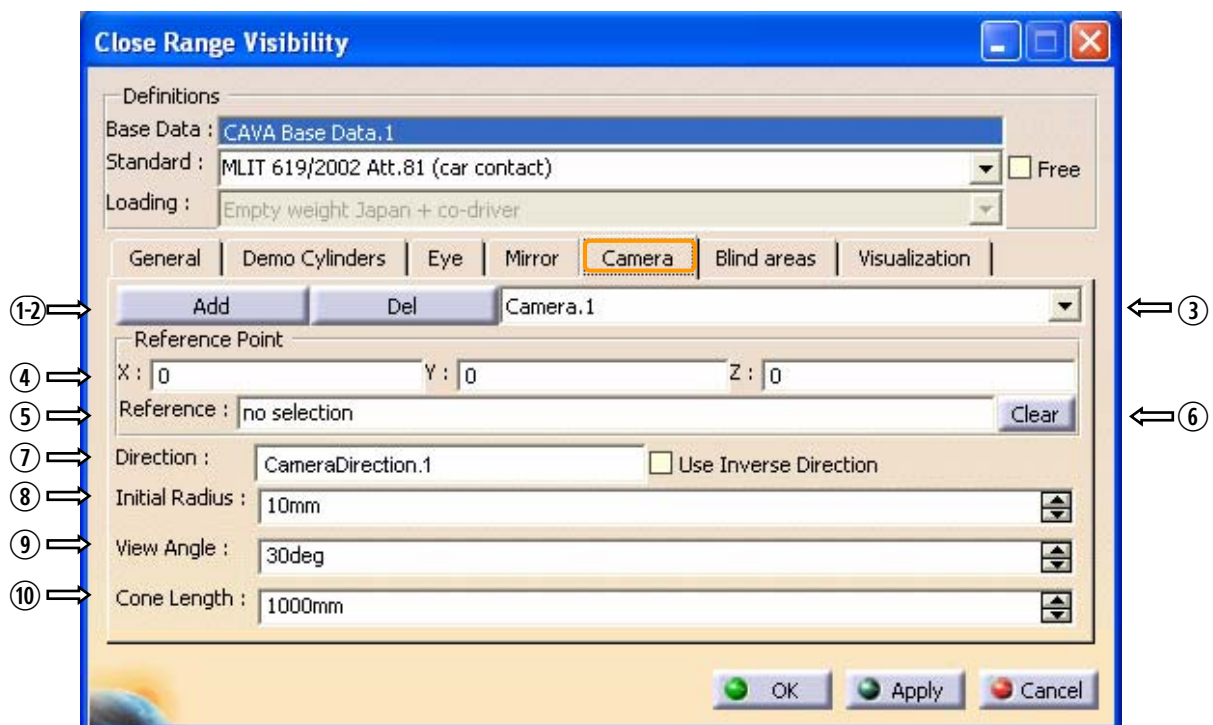 Close Range Visibility
Definitions
Base Data : CAVA Base Data.1
Standard : MLIT 619/2002 Att.81 (car contact) Free
Loading : Empty weight Japan + co-driver
General Demo Cylinders Eye Mirror Camera Blind areas Visualization
①-② Add Del Camera.1 ③
Reference Point
④ X : 0 Y : 0 Z : 0
⑤ Reference : no selection Clear ⑥
⑦ Direction : CameraDirection.1 Use Inverse Direction
⑧ Initial Radius : 10mm
⑨ View Angle : 30deg
⑩ Cone Length : 1000mm
OK Apply Cancel